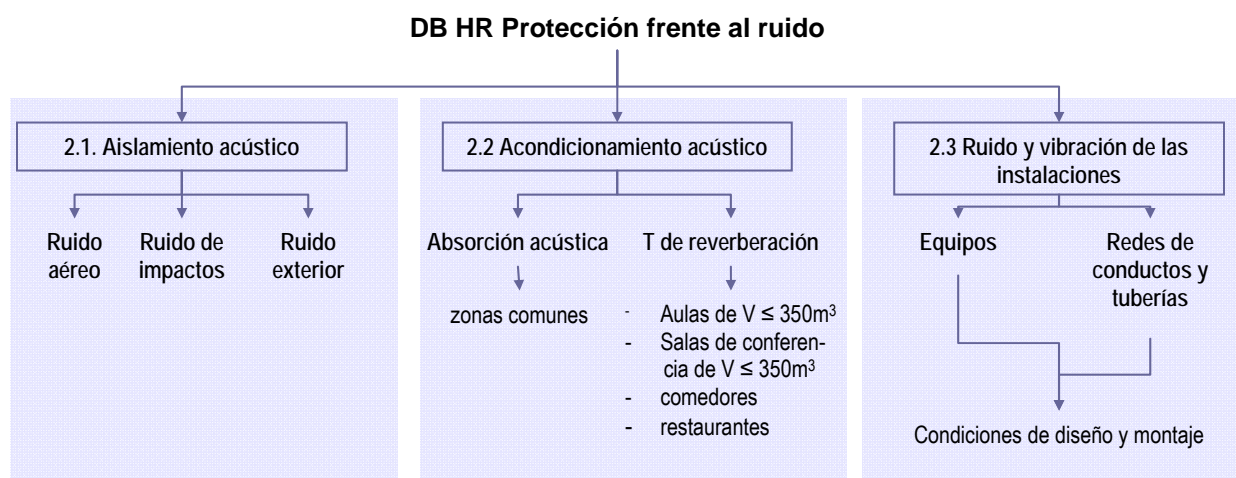 DB HR Protección frente al ruido
2.1. Aislamiento acústico
Ruido
aéreo
Ruido de
impactos
Ruido
exterior
2.2 Acondicionamiento acústico
Absorción acústica
zonas comunes
T de reverberación
- Aulas de V ≤ 350m³
- Salas de conferen-
cia de V ≤ 350m³
- comedores
- restaurantes
2.3 Ruido y vibración de las
instalaciones
Equipos
Redes de
conductos y
tuberías
Condiciones de diseño y montaje